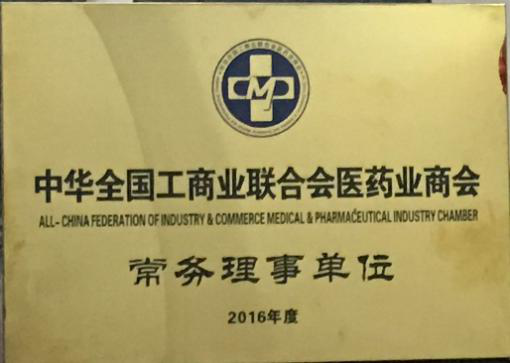 中华全国工商业联合会医药业商会
ALL-CHINA FEDERATION OF INDUSTRY & COMMERCE MEDICAL & PHARMACEUTICAL INDUSTRY CHAMBER
常务理事单位
2016年度